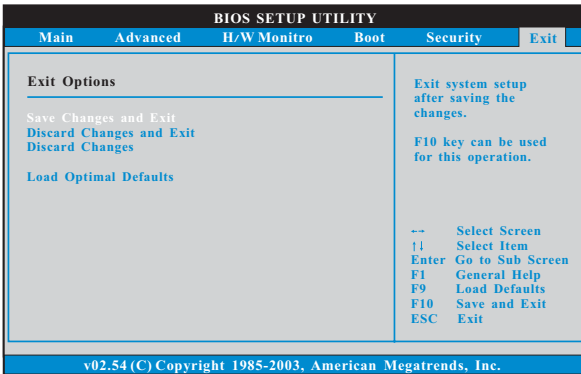 BIOS SETUP UTILITY
Main Advanced H/W Monitro Boot Security Exit
Exit Options
Save Changes and Exit
Discard Changes and Exit
Discard Changes
Load Optimal Defaults
Exit system setup
after saving the
changes.
F10 key can be used
for this operation.
←→ Select Screen
↑↓ Select Item
Enter Go to Sub Screen
F1 General Help
F9 Load Defaults
F10 Save and Exit
ESC Exit
v02.54 (C) Copyright 1985-2003, American Megatrends, Inc.